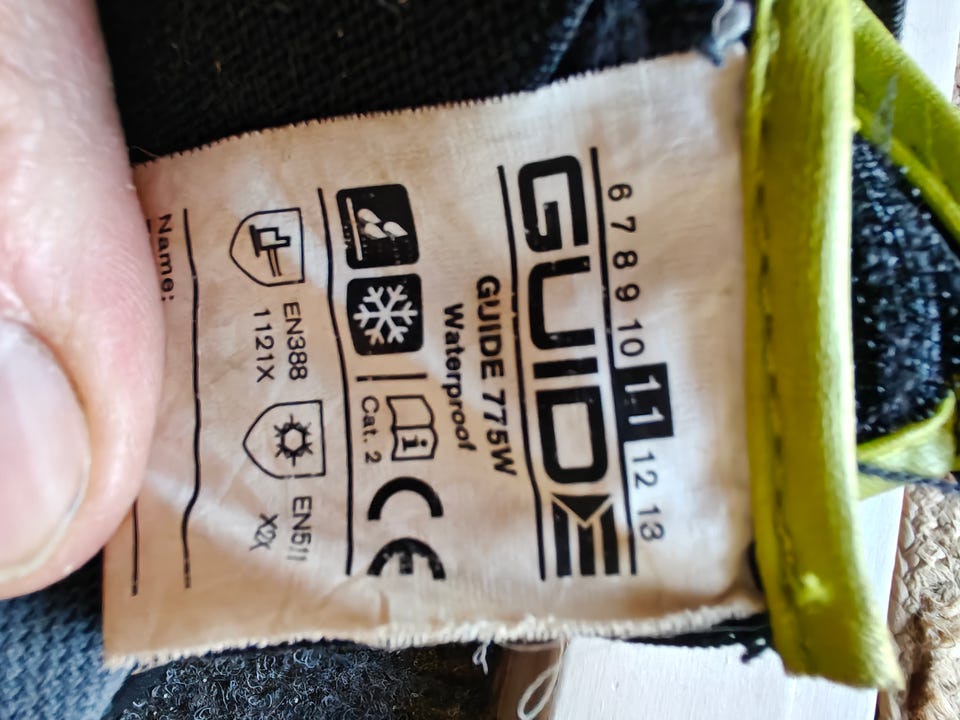 6 7 8 9 10 11 12 13
GUIDE
GUIDE 775W
Waterproof
i
Cat. 2
CE
EN388
1121X
EN511
X2X
Name: